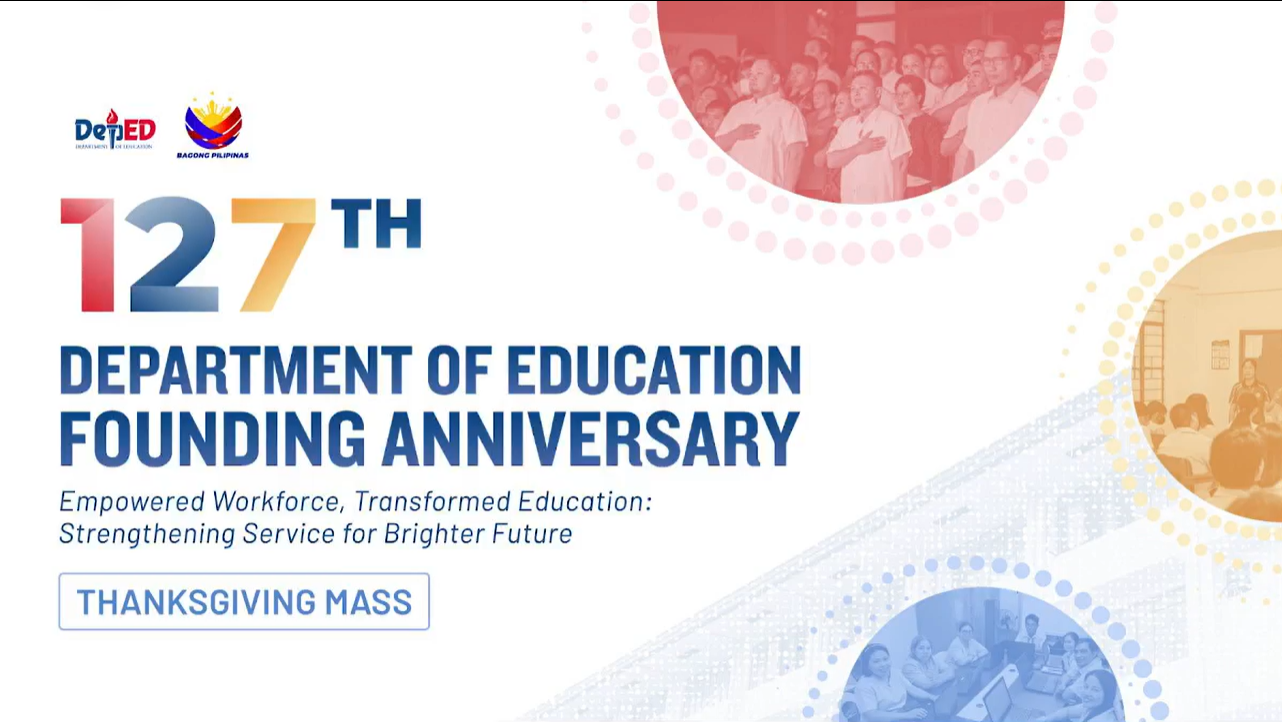 DepED
DEPARTMENT OF EDUCATION
BAGONG PILIPINAS
127TH
DEPARTMENT OF EDUCATION
FOUNDING ANNIVERSARY
Empowered Workforce, Transformed Education:
Strengthening Service for Brighter Future
THANKSGIVING MASS